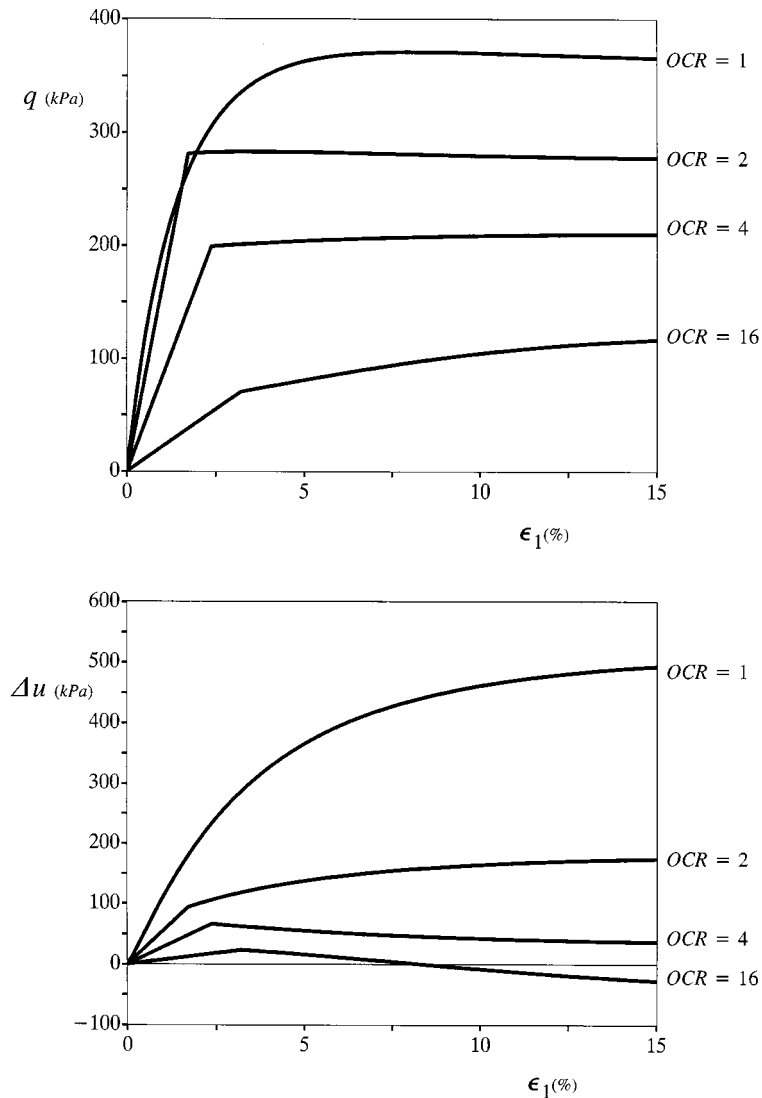 400
q (kPa)
OCR = 1
300
OCR = 2
OCR = 4
200
OCR = 16
100
0
0 5 10 15
ϵ1(%)
600
Δu (kPa)
500
OCR = 1
400
300
200
OCR = 2
100
OCR = 4
0
OCR = 16
−100
0 5 10 15
ϵ1(%)